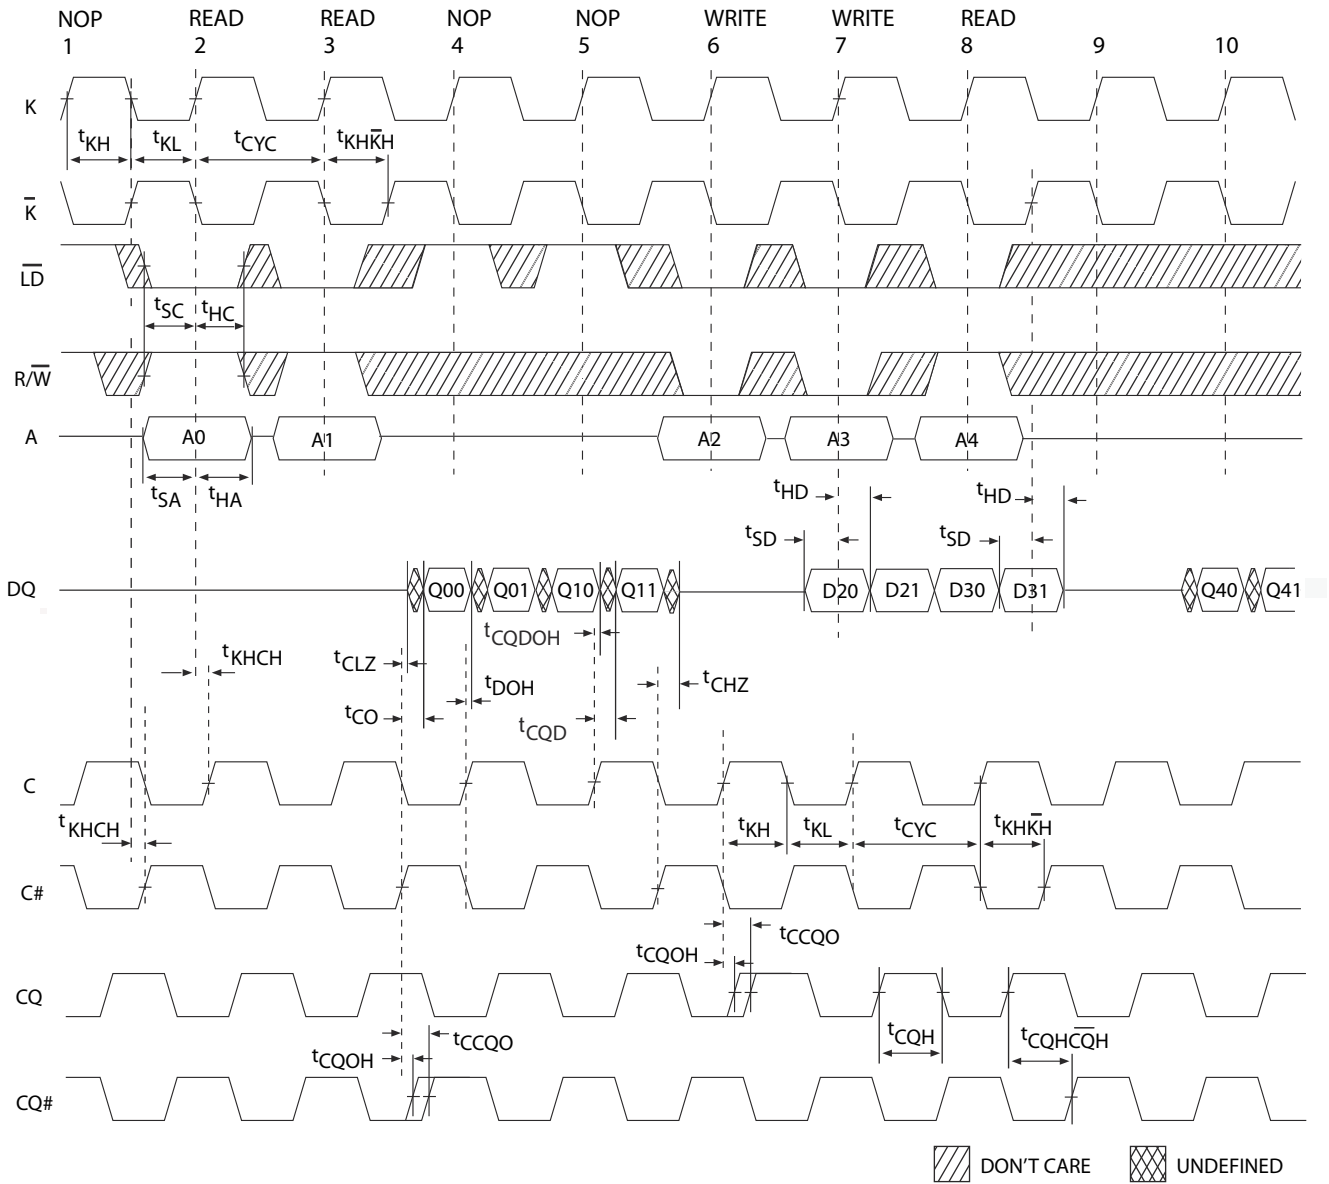 NOP READ READ NOP NOP WRITE WRITE READ
1 2 3 4 5 6 7 8 9 10
K
tKH tKL tCYC tKHK̅H
K̅
L̅D̅
tSC tHC
R/W̅
A A0 A1 A2 A3 A4
tSA tHA tHD tHD
tSD tSD
DQ Q00 Q01 Q10 Q11 D20 D21 D30 D31 Q40 Q41
tCQDOH
tKHCH tCLZ tDOH tCHZ
tCO tCQD
C
tKHCH tKH tKL tCYC tKHK̅H
C#
tCCQO
tCQOH
CQ
tCCQO tCQH tCQHC̅Q̅H
tCQOH
CQ#
DON'T CARE UNDEFINED